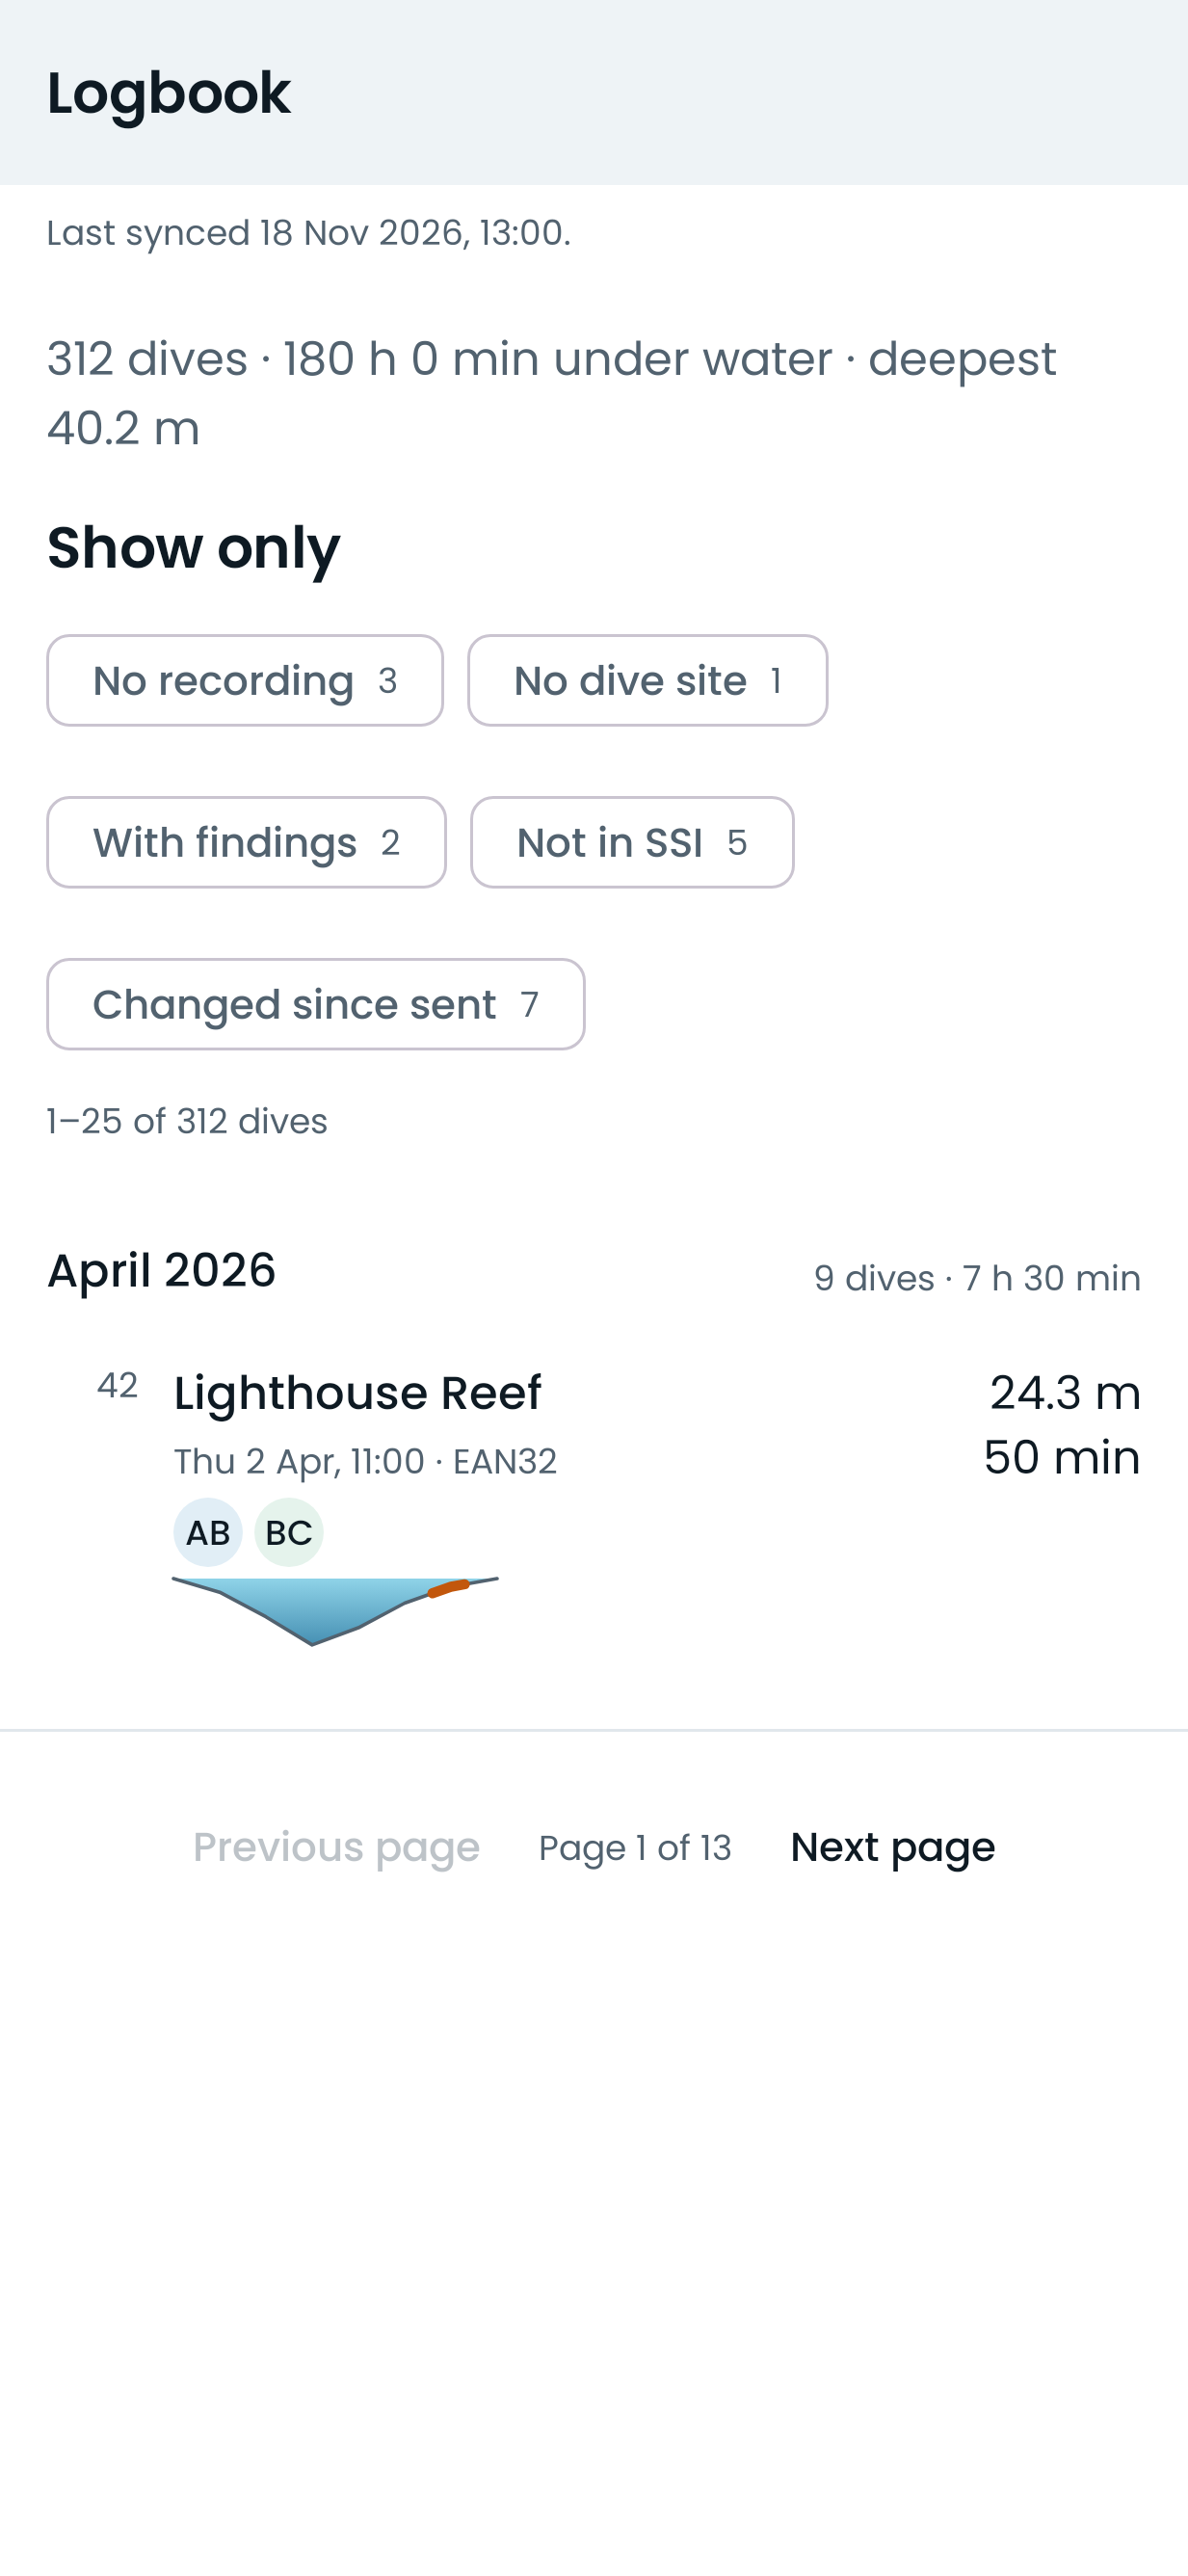 Logbook
Last synced 18 Nov 2026, 13:00.
312 dives · 180 h 0 min under water · deepest
40.2 m
Show only
No recording 3 No dive site 1
With findings 2 Not in SSI 5
Changed since sent 7
1–25 of 312 dives
April 2026 9 dives · 7 h 30 min
42 Lighthouse Reef 24.3 m
Thu 2 Apr, 11:00 · EAN32 50 min
AB BC
Previous page Page 1 of 13 Next page